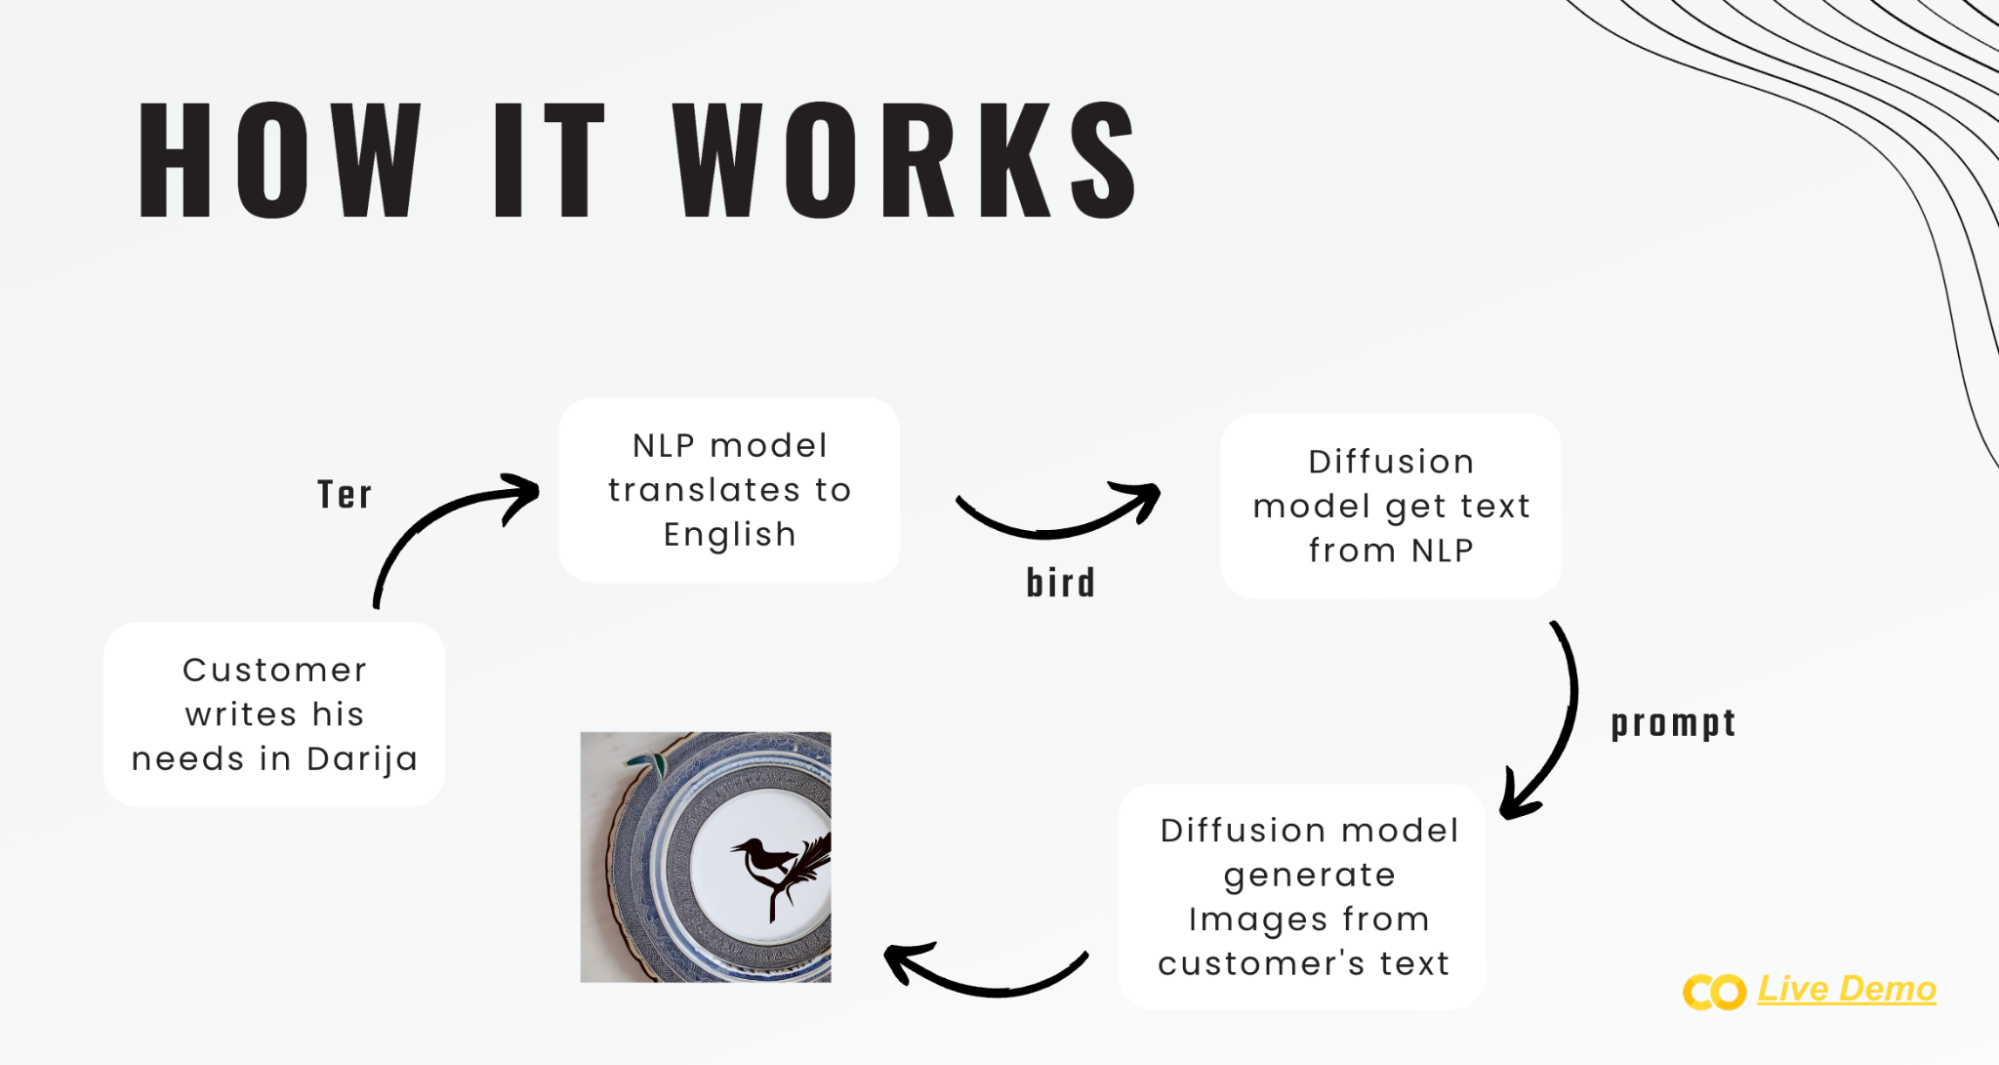 HOW IT WORKS
Ter
Customer
writes his
needs in Darija
NLP model
translates to
English
bird
Diffusion
model get text
from NLP
prompt
Diffusion model
generate
Images from
customer's text
CO Live Demo